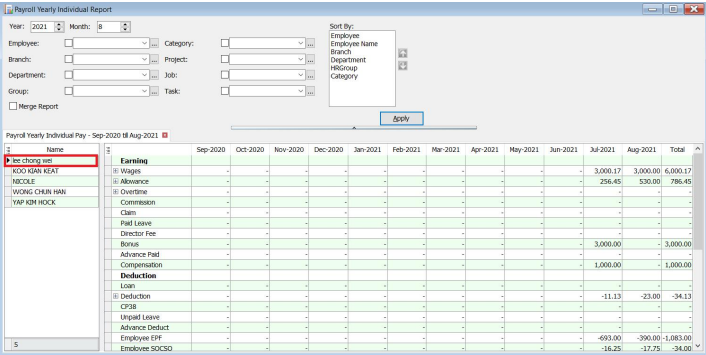 Payroll Yearly Individual Report
Year: 2021 Month: 8 Sort By:
Employee: ... Category: ... Employee
Employee Name
Branch: ... Project: ... Branch
Department
Department: ... Job: ... HRGroup
Category
Group: ... Task: ...
Merge Report
Apply
Payroll Yearly Individual Pay - Sep-2020 till Aug-2021
Name Sep-2020 Oct-2020 Nov-2020 Dec-2020 Jan-2021 Feb-2021 Mar-2021 Apr-2021 May-2021 Jun-2021 Jul-2021 Aug-2021 Total
lee chong wei Earning
KOO KIAN KEAT Wages - - - - - - - - - - 3,000.17 3,000.00 6,000.17
NICOLE Allowance - - - - - - - - - - 256.45 530.00 786.45
WONG CHUN HAN Overtime - - - - - - - - - - - - -
YAP KIM HOCK Commission - - - - - - - - - - - - -
Claim - - - - - - - - - - - - -
Paid Leave - - - - - - - - - - - - -
Director Fee - - - - - - - - - - - - -
Bonus - - - - - - - - - - 3,000.00 - 3,000.00
Advance Paid - - - - - - - - - - - - -
Compensation - - - - - - - - - - 1,000.00 - 1,000.00
Deduction
Loan - - - - - - - - - - - - -
Deduction - - - - - - - - - - -11.13 -23.00 -34.13
CP38 - - - - - - - - - - - - -
Unpaid Leave - - - - - - - - - - - - -
Advance Deduct - - - - - - - - - - - - -
Employee EPF - - - - - - - - - - -693.00 -390.00 -1,083.00
5 Employee SOCSO - - - - - - - - - - -16.25 -17.75 -34.00